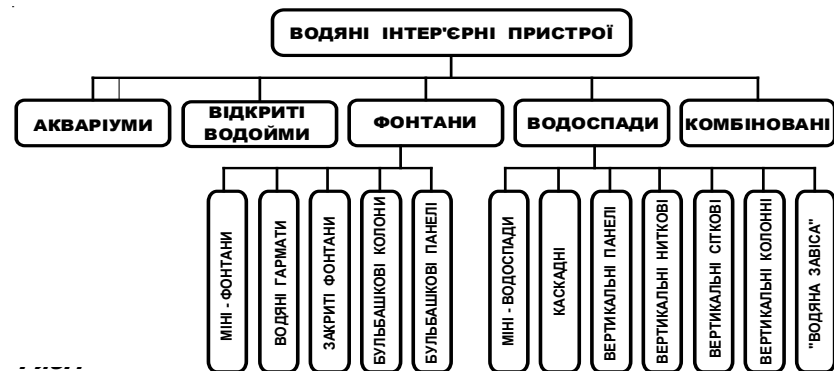 ВОДЯНІ ІНТЕР'ЄРНІ ПРИСТРОЇ
АКВАРІУМИ
ВІДКРИТІ
ВОДОЙМИ
ФОНТАНИ
ВОДОСПАДИ
КОМБІНОВАНІ
МІНІ - ФОНТАНИ
ВОДЯНІ ГАРМАТИ
ЗАКРИТІ ФОНТАНИ
БУЛЬБАШКОВІ КОЛОНИ
БУЛЬБАШКОВІ ПАНЕЛІ
МІНІ - ВОДОСПАДИ
КАСКАДНІ
ВЕРТИКАЛЬНІ ПАНЕЛІ
ВЕРТИКАЛЬНІ НИТКОВІ
ВЕРТИКАЛЬНІ СІТКОВІ
ВЕРТИКАЛЬНІ КОЛОННІ
"ВОДЯНА ЗАВІСА"